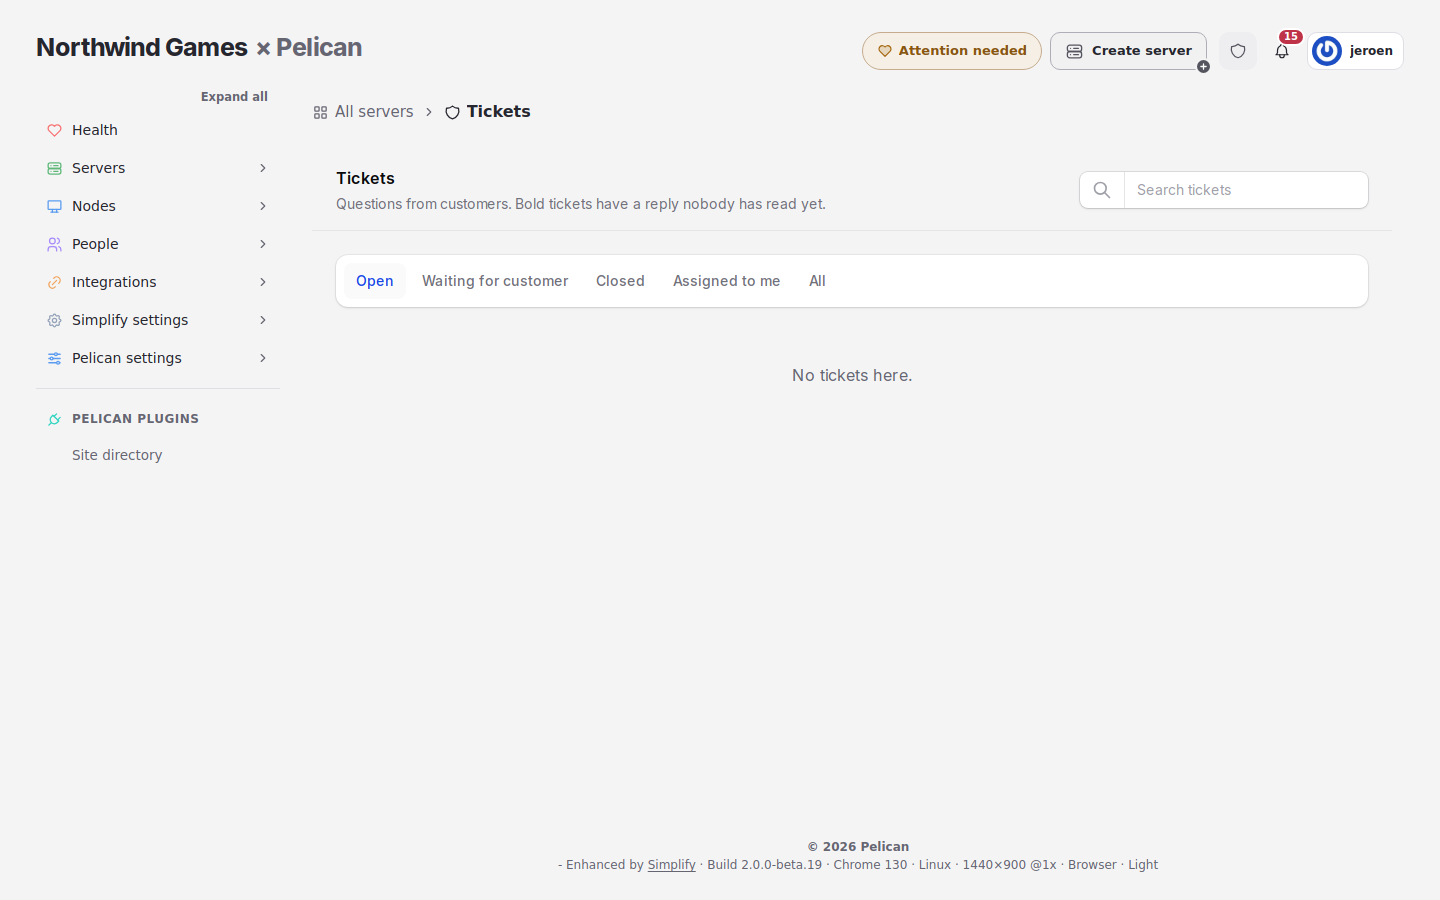 Northwind Games × Pelican
Attention needed
Create server
15
jeroen
Expand all
Health
Servers
Nodes
People
Integrations
Simplify settings
Pelican settings
PELICAN PLUGINS
Site directory
All servers > Tickets
Tickets
Questions from customers. Bold tickets have a reply nobody has read yet.
Search tickets
Open Waiting for customer Closed Assigned to me All
No tickets here.
© 2026 Pelican
- Enhanced by Simplify · Build 2.0.0-beta.19 · Chrome 130 · Linux · 1440×900 @1x · Browser · Light